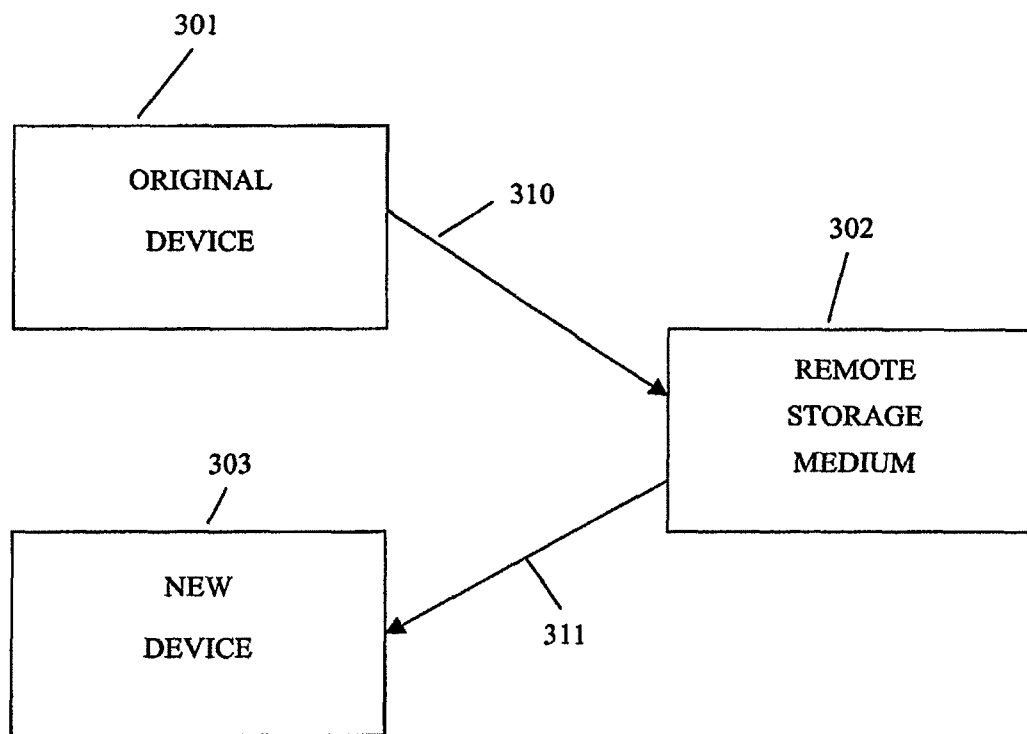 301
ORIGINAL
DEVICE
310
302
REMOTE
STORAGE
MEDIUM
303
NEW
DEVICE
311